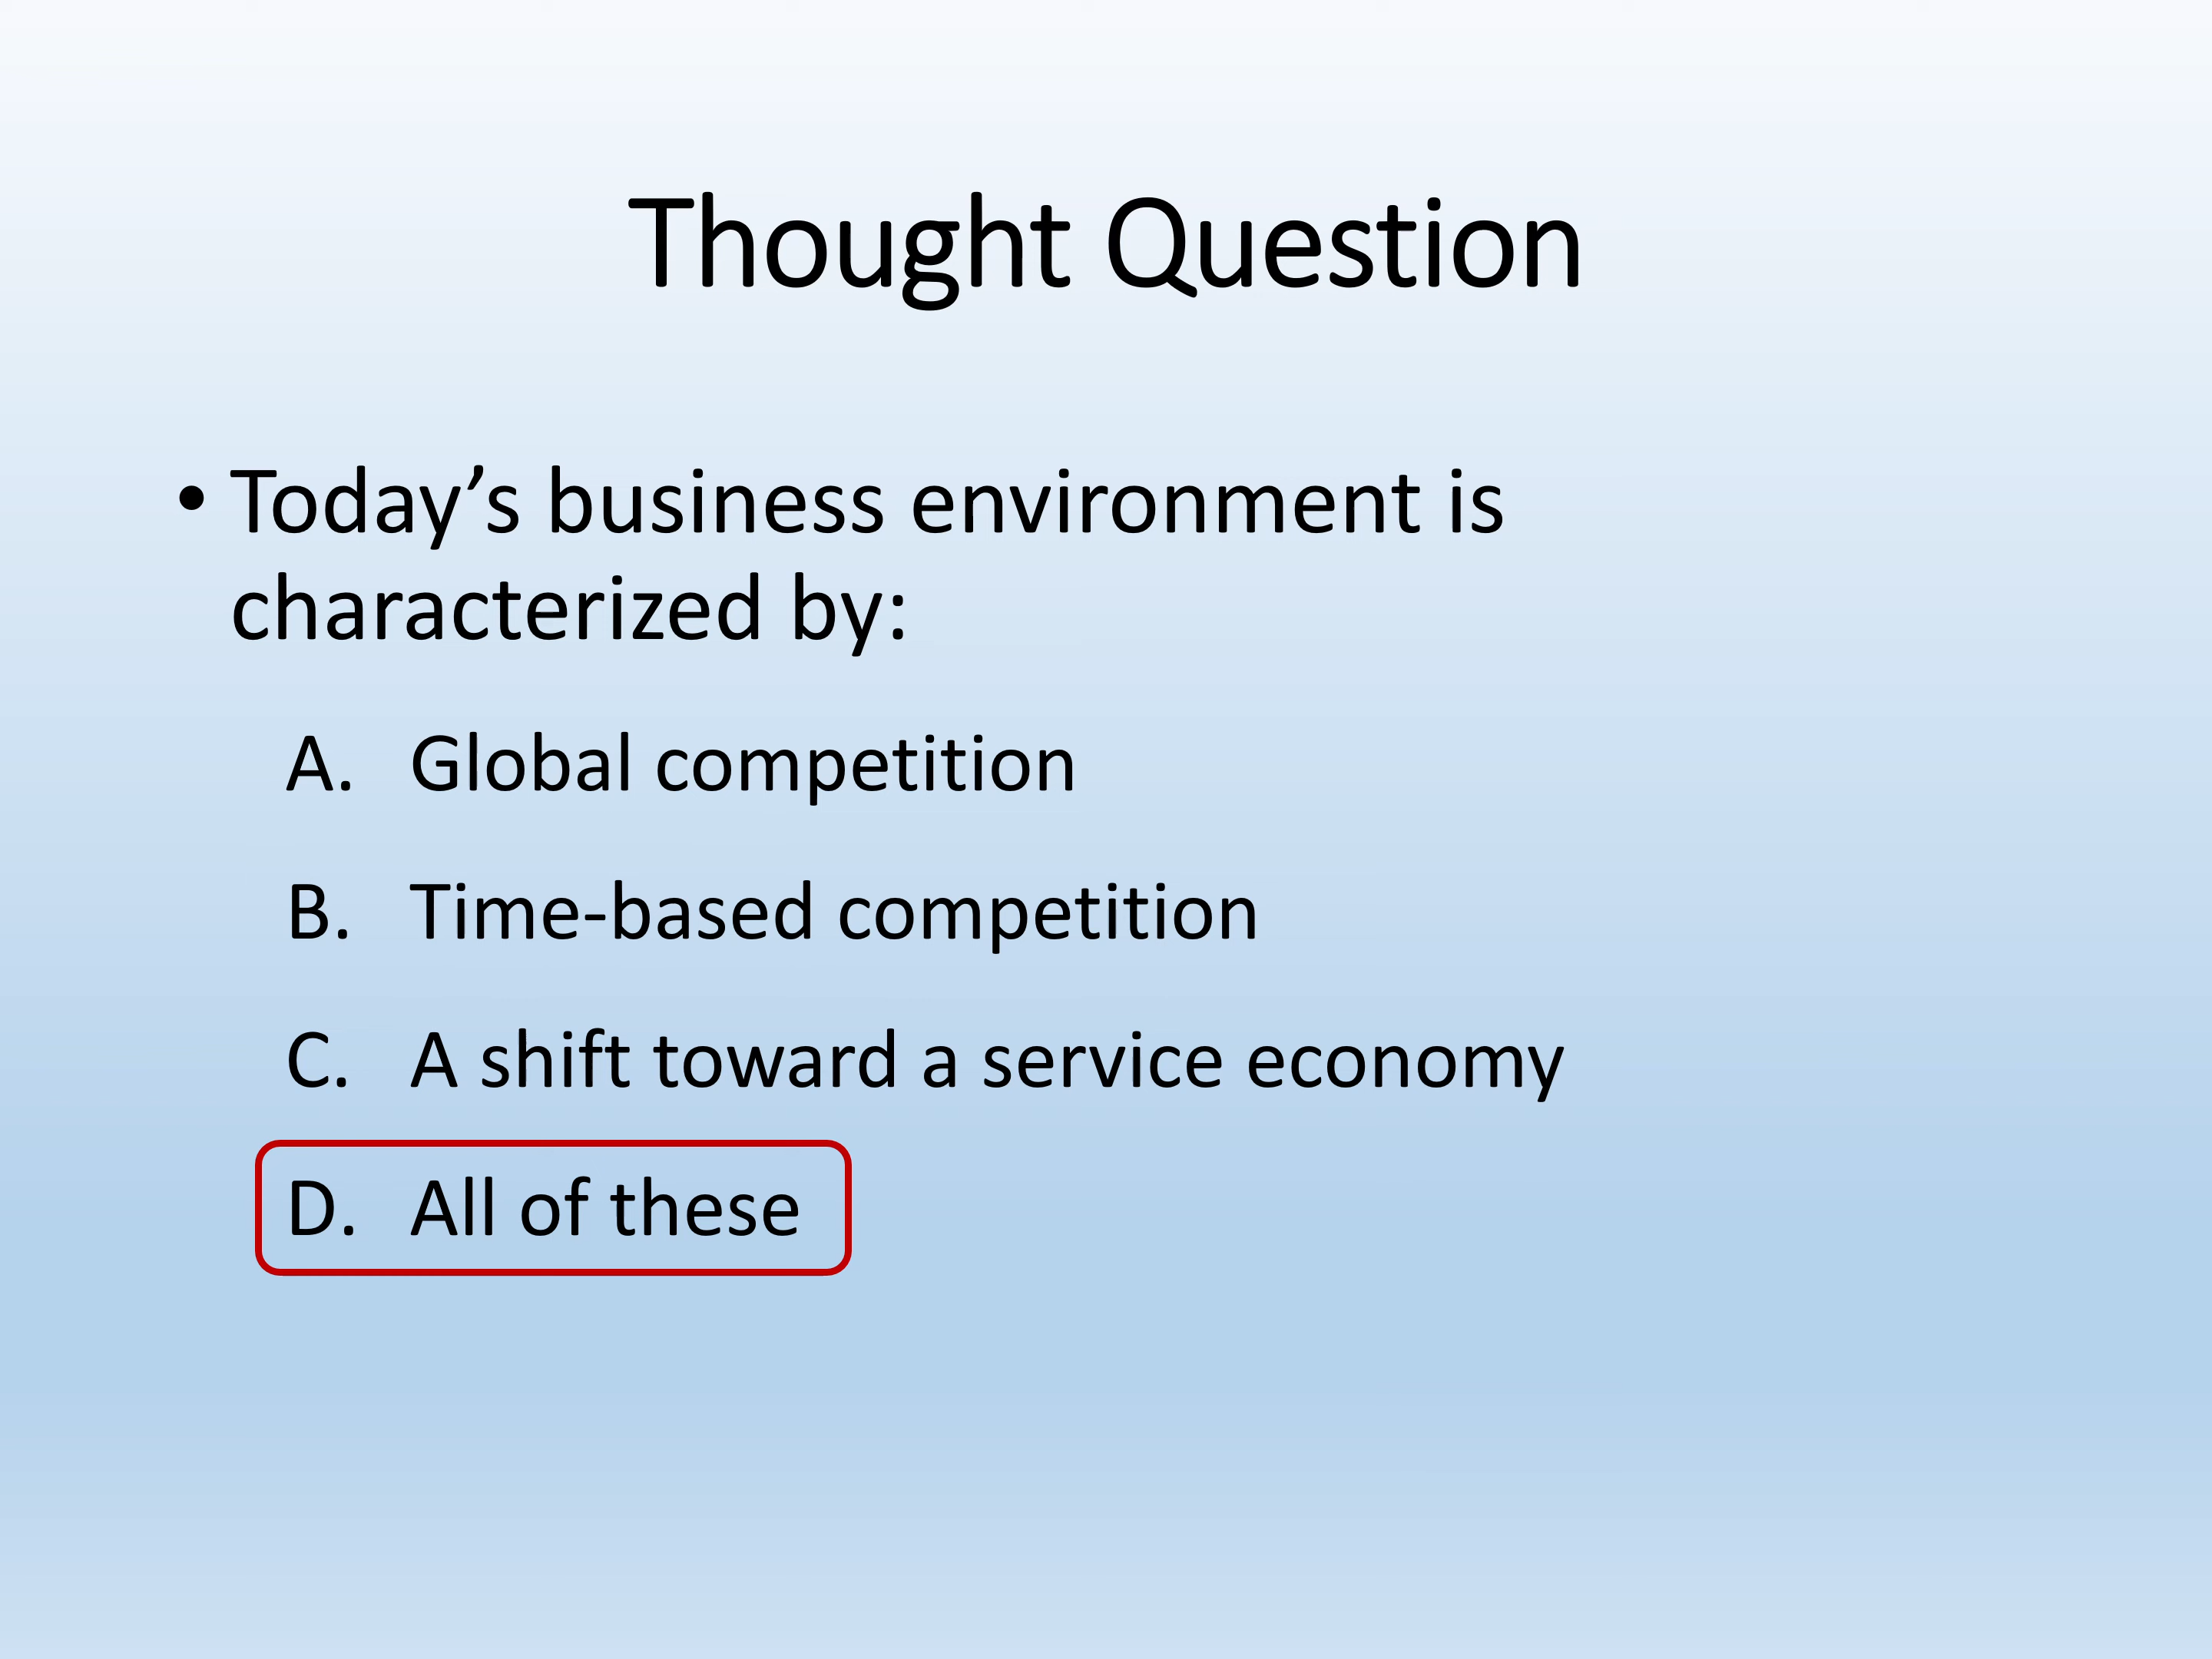 Thought Question
• Today’s business environment is
characterized by:
A. Global competition
B. Time-based competition
C. A shift toward a service economy
D. All of these